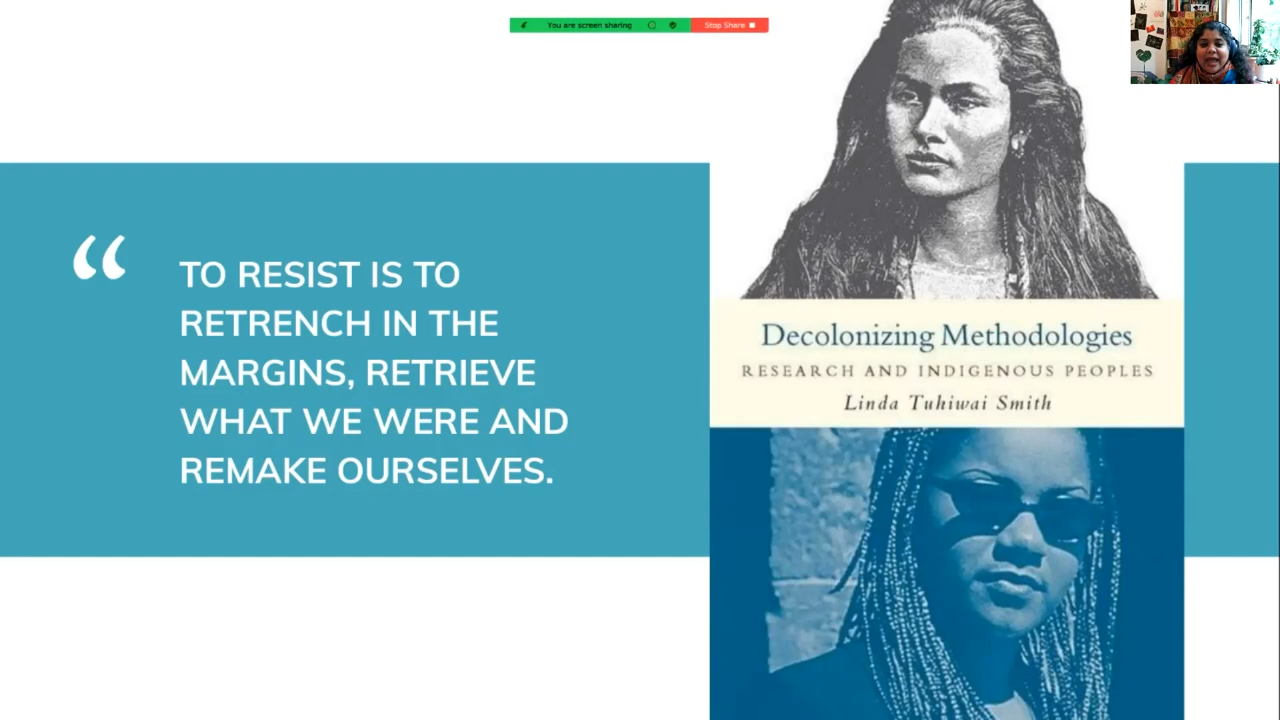 You are screen sharing Stop Share
“
TO RESIST IS TO
RETRENCH IN THE
MARGINS, RETRIEVE
WHAT WE WERE AND
REMAKE OURSELVES.
Decolonizing Methodologies
RESEARCH AND INDIGENOUS PEOPLES
Linda Tuhiwai Smith